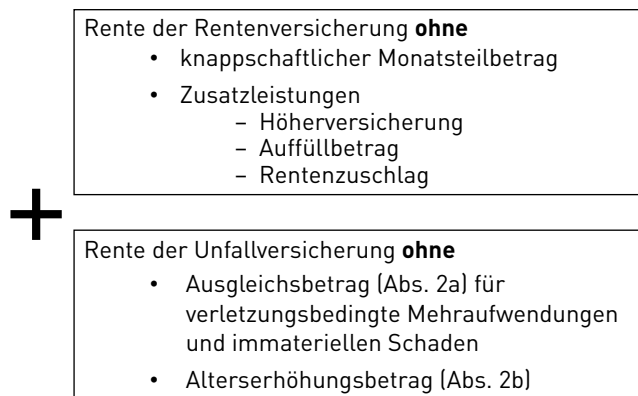 Rente der Rentenversicherung ohne
• knappschaftlicher Monatsteilbetrag
• Zusatzleistungen
– Höherversicherung
– Auffüllbetrag
– Rentenzuschlag
+
Rente der Unfallversicherung ohne
• Ausgleichsbetrag (Abs. 2a) für
verletzungsbedingte Mehraufwendungen
und immateriellen Schaden
• Alterserhöhungsbetrag (Abs. 2b)